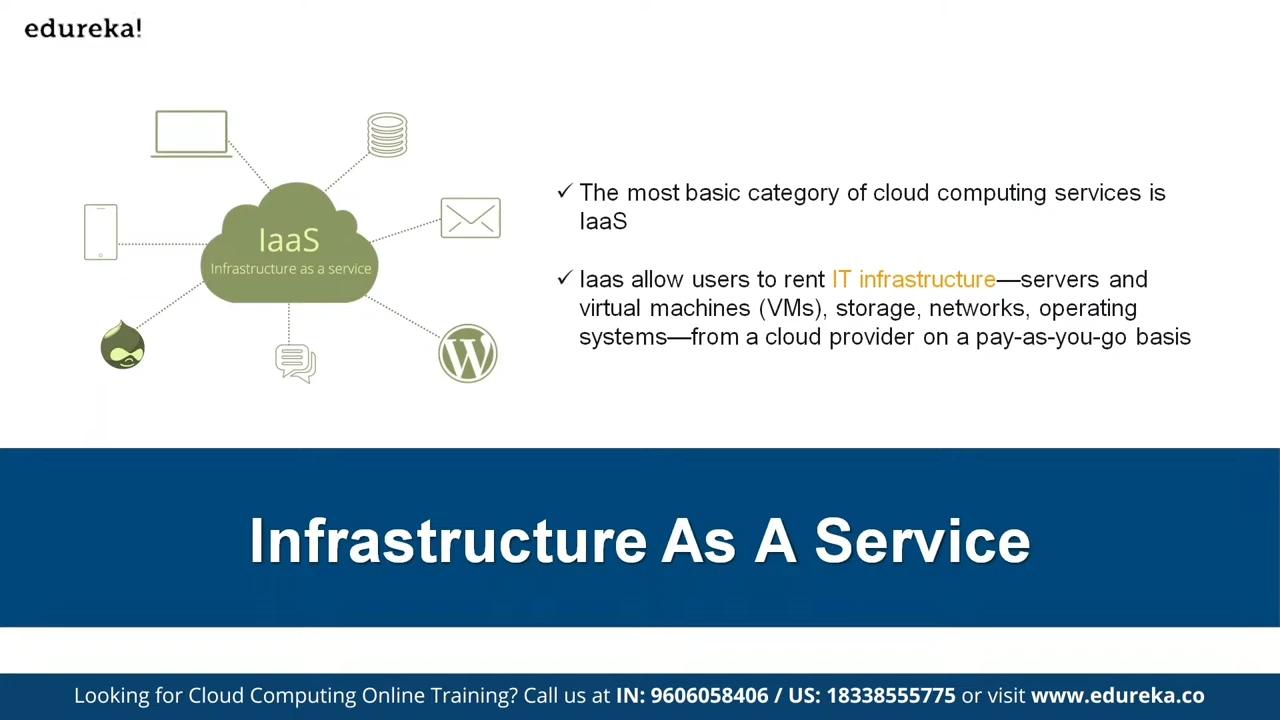 edureka!
IaaS
Infrastructure as a service
The most basic category of cloud computing services is
IaaS
Iaas allow users to rent IT infrastructure—servers and
virtual machines (VMs), storage, networks, operating
systems—from a cloud provider on a pay-as-you-go basis
Infrastructure As A Service
Looking for Cloud Computing Online Training? Call us at IN: 9606058406 / US: 18338555775 or visit www.edureka.co